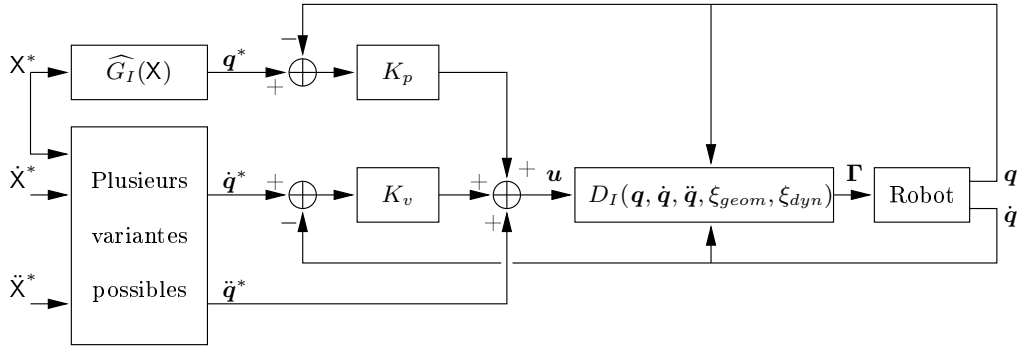 X* Ĝ_I(X) q* − + K_p
Ẋ* Plusieurs q̇* + − K_v + + + u D_I(q, q̇, q̈, ξ_geom, ξ_dyn) Γ Robot q
q̇
variantes
Ẍ* possibles q̈*